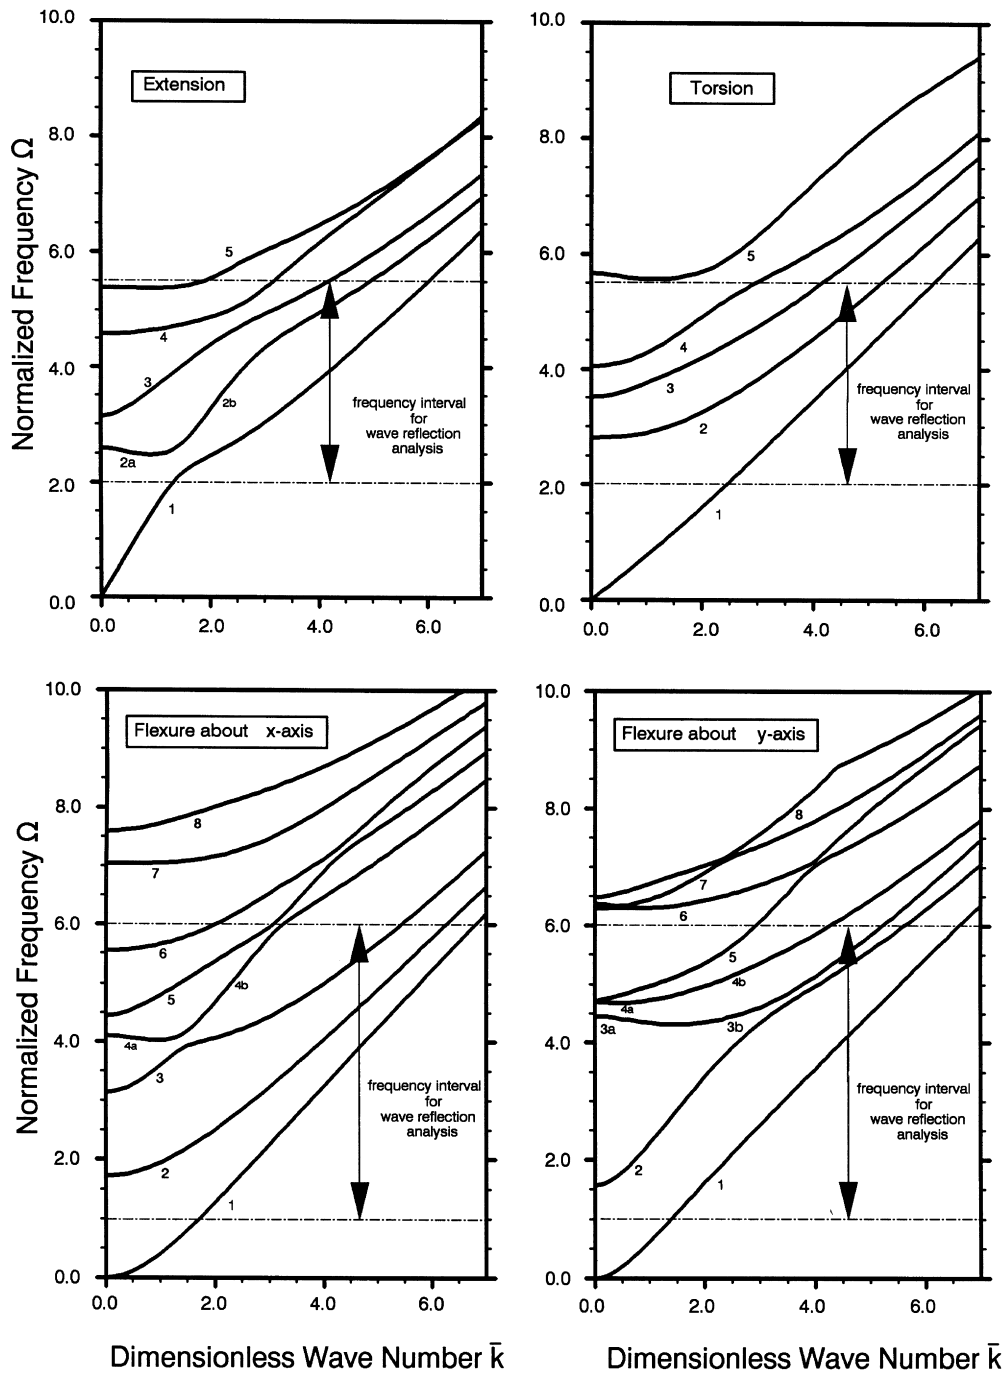 Normalized Frequency Ω
10.0
8.0
6.0
4.0
2.0
0.0
Extension
5
4
3
2b
2a
1
frequency interval
for
wave reflection
analysis
0.0 2.0 4.0 6.0
10.0
8.0
6.0
4.0
2.0
0.0
Torsion
5
4
3
2
1
frequency interval
for
wave reflection
analysis
0.0 2.0 4.0 6.0
Normalized Frequency Ω
10.0
8.0
6.0
4.0
2.0
0.0
Flexure about x-axis
8
7
6
5
4b
4a
3
2
1
frequency interval
for
wave reflection
analysis
0.0 2.0 4.0 6.0
Dimensionless Wave Number k̄
10.0
8.0
6.0
4.0
2.0
0.0
Flexure about y-axis
8
7
6
5
4b
4a
3a
3b
2
1
frequency interval
for
wave reflection
analysis
0.0 2.0 4.0 6.0
Dimensionless Wave Number k̄